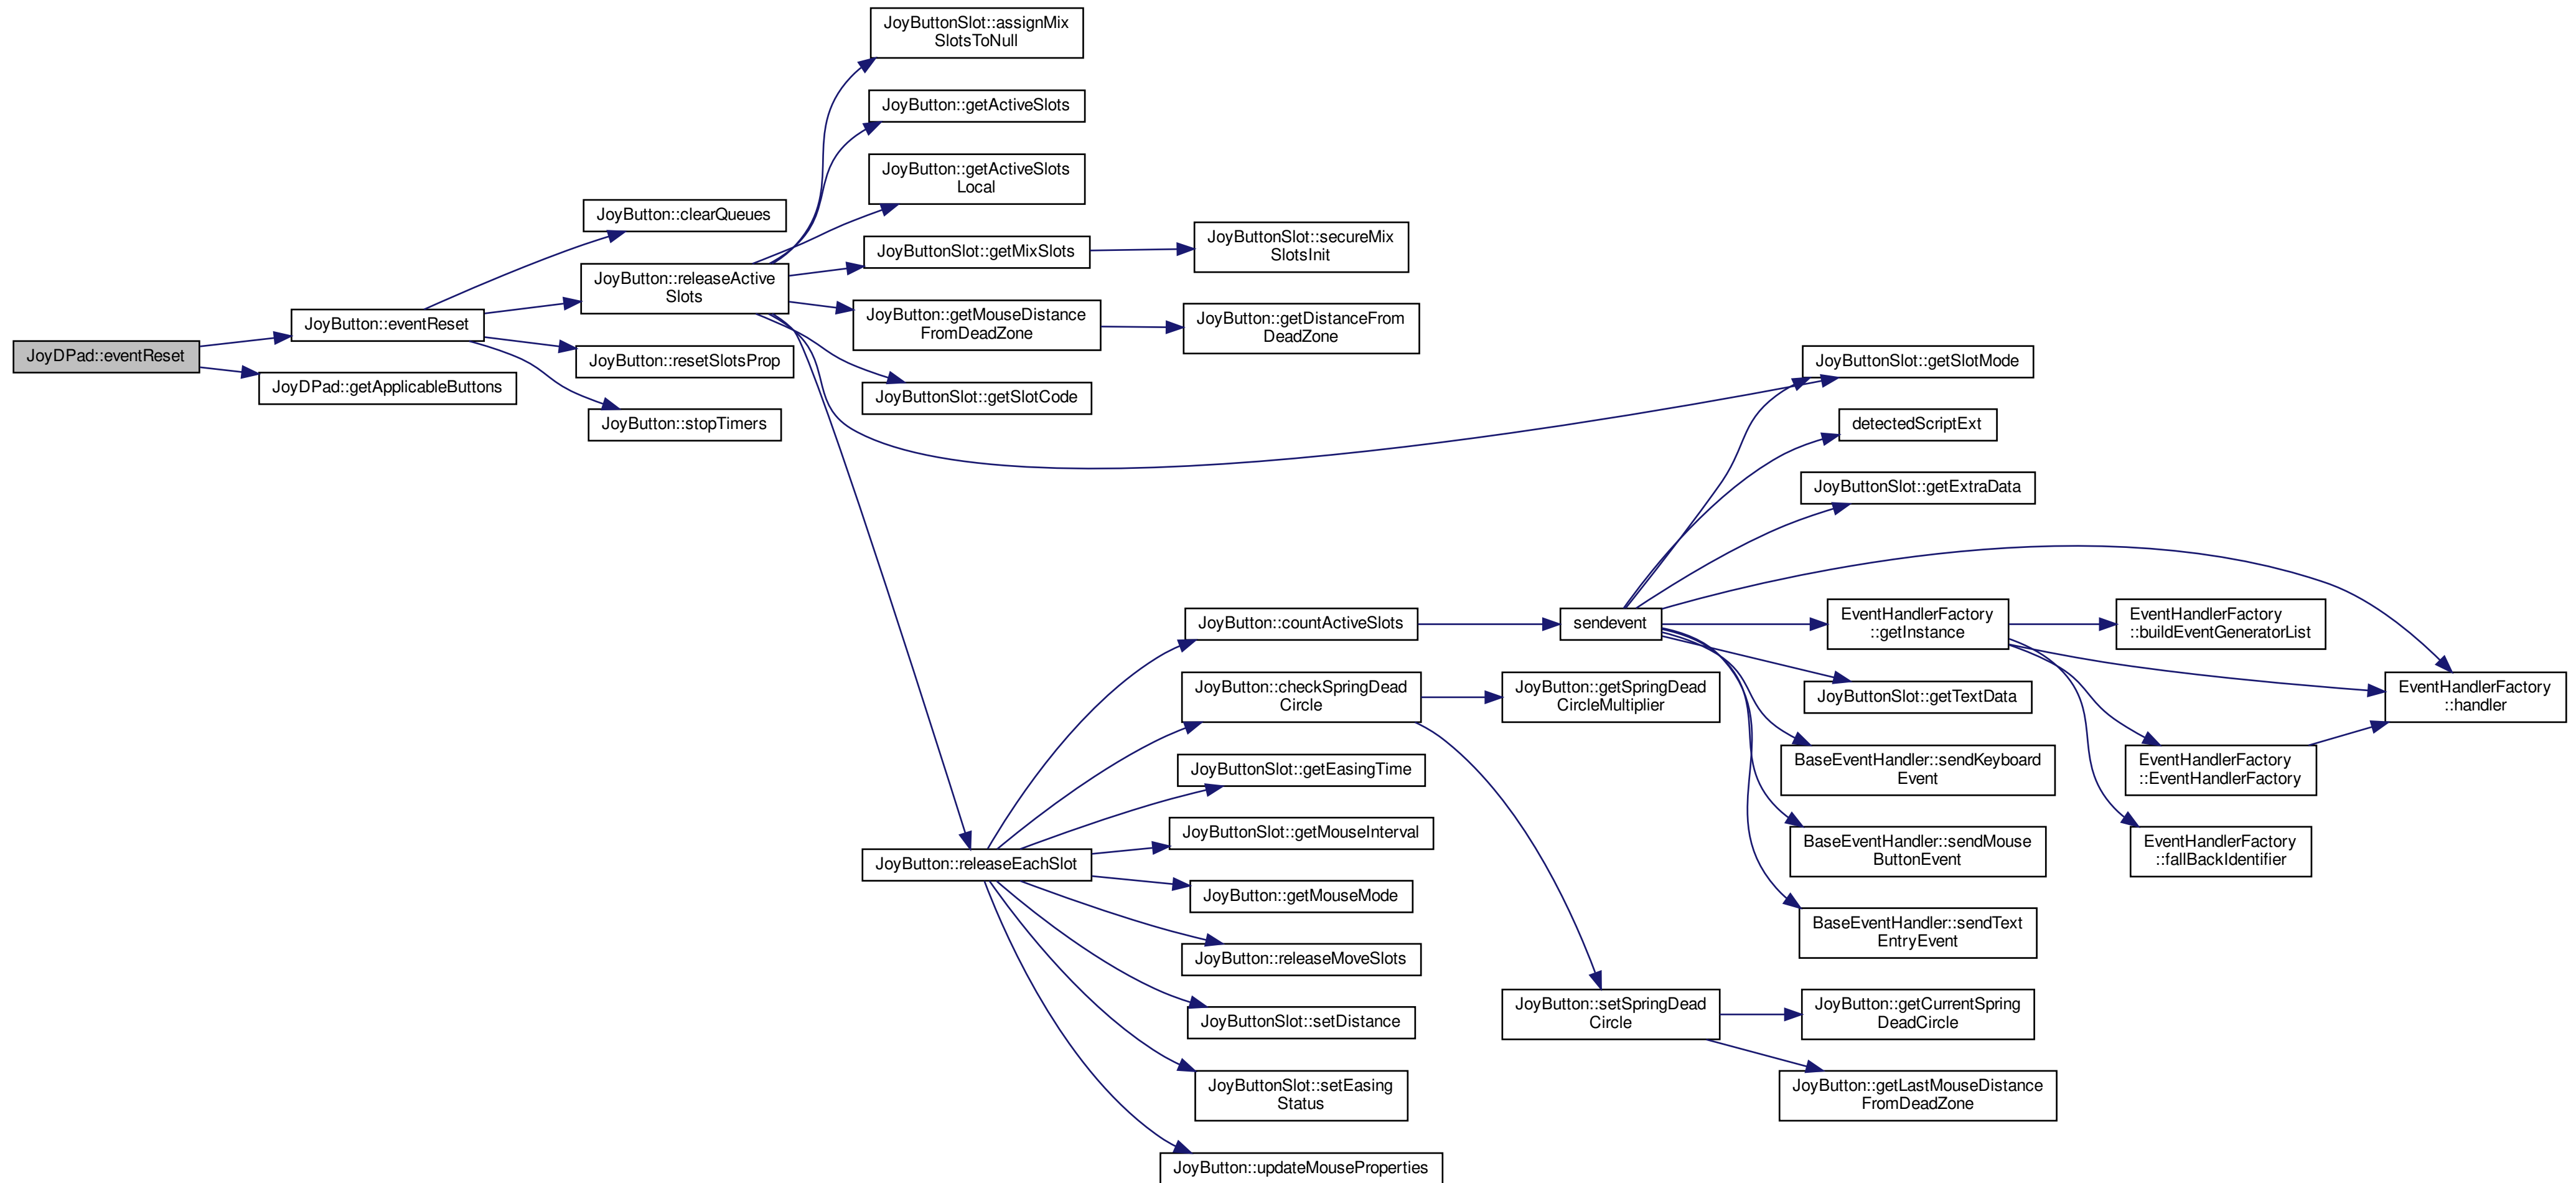 JoyDPad::eventReset
JoyButton::eventReset
JoyDPad::getApplicableButtons
JoyButton::clearQueues
JoyButton::releaseActive
Slots
JoyButton::resetSlotsProp
JoyButton::stopTimers
JoyButtonSlot::assignMix
SlotsToNull
JoyButton::getActiveSlots
JoyButton::getActiveSlots
Local
JoyButtonSlot::getMixSlots
JoyButton::getMouseDistance
FromDeadZone
JoyButtonSlot::getSlotCode
JoyButton::releaseEachSlot
JoyButtonSlot::secureMix
SlotsInit
JoyButton::getDistanceFrom
DeadZone
JoyButton::countActiveSlots
JoyButton::checkSpringDead
Circle
JoyButtonSlot::getEasingTime
JoyButtonSlot::getMouseInterval
JoyButton::getMouseMode
JoyButton::releaseMoveSlots
JoyButtonSlot::setDistance
JoyButtonSlot::setEasing
Status
JoyButton::updateMouseProperties
sendevent
JoyButton::getSpringDead
CircleMultiplier
JoyButton::setSpringDead
Circle
JoyButtonSlot::getSlotMode
detectedScriptExt
JoyButtonSlot::getExtraData
EventHandlerFactory
::getInstance
JoyButtonSlot::getTextData
BaseEventHandler::sendKeyboard
Event
BaseEventHandler::sendMouse
ButtonEvent
BaseEventHandler::sendText
EntryEvent
JoyButton::getCurrentSpring
DeadCircle
JoyButton::getLastMouseDistance
FromDeadZone
EventHandlerFactory
::buildEventGeneratorList
EventHandlerFactory
::EventHandlerFactory
EventHandlerFactory
::fallBackIdentifier
EventHandlerFactory
::handler